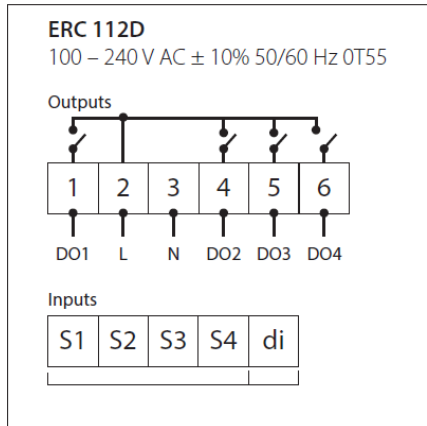 ERC 112D
100 – 240 V AC ± 10% 50/60 Hz 0T55
Outputs
1 2 3 4 5 6
DO1 L N DO2 DO3 DO4
Inputs
S1 S2 S3 S4 di